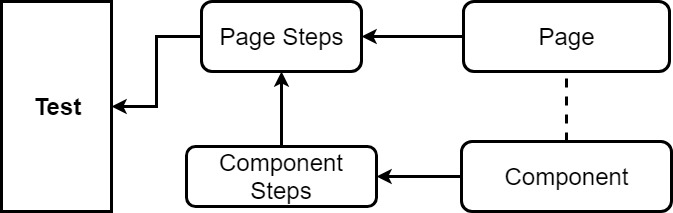 Page Steps
Page
Test
Component
Steps
Component